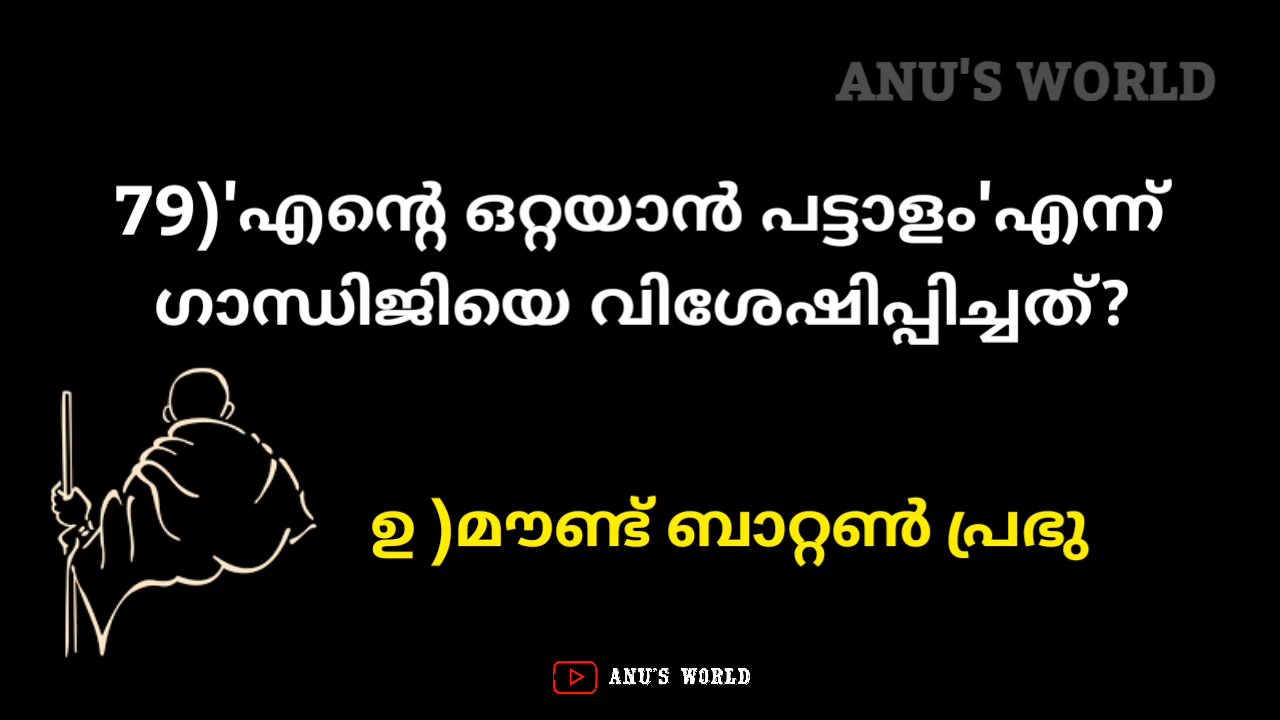 ANU'S WORLD
79)'എന്റെ ഒറ്റയാൻ പട്ടാളം'എന്ന്
ഗാന്ധിജിയെ വിശേഷിപ്പിച്ചത്?
ഉ )മൗണ്ട് ബാറ്റൺ പ്രഭു
ANU'S WORLD